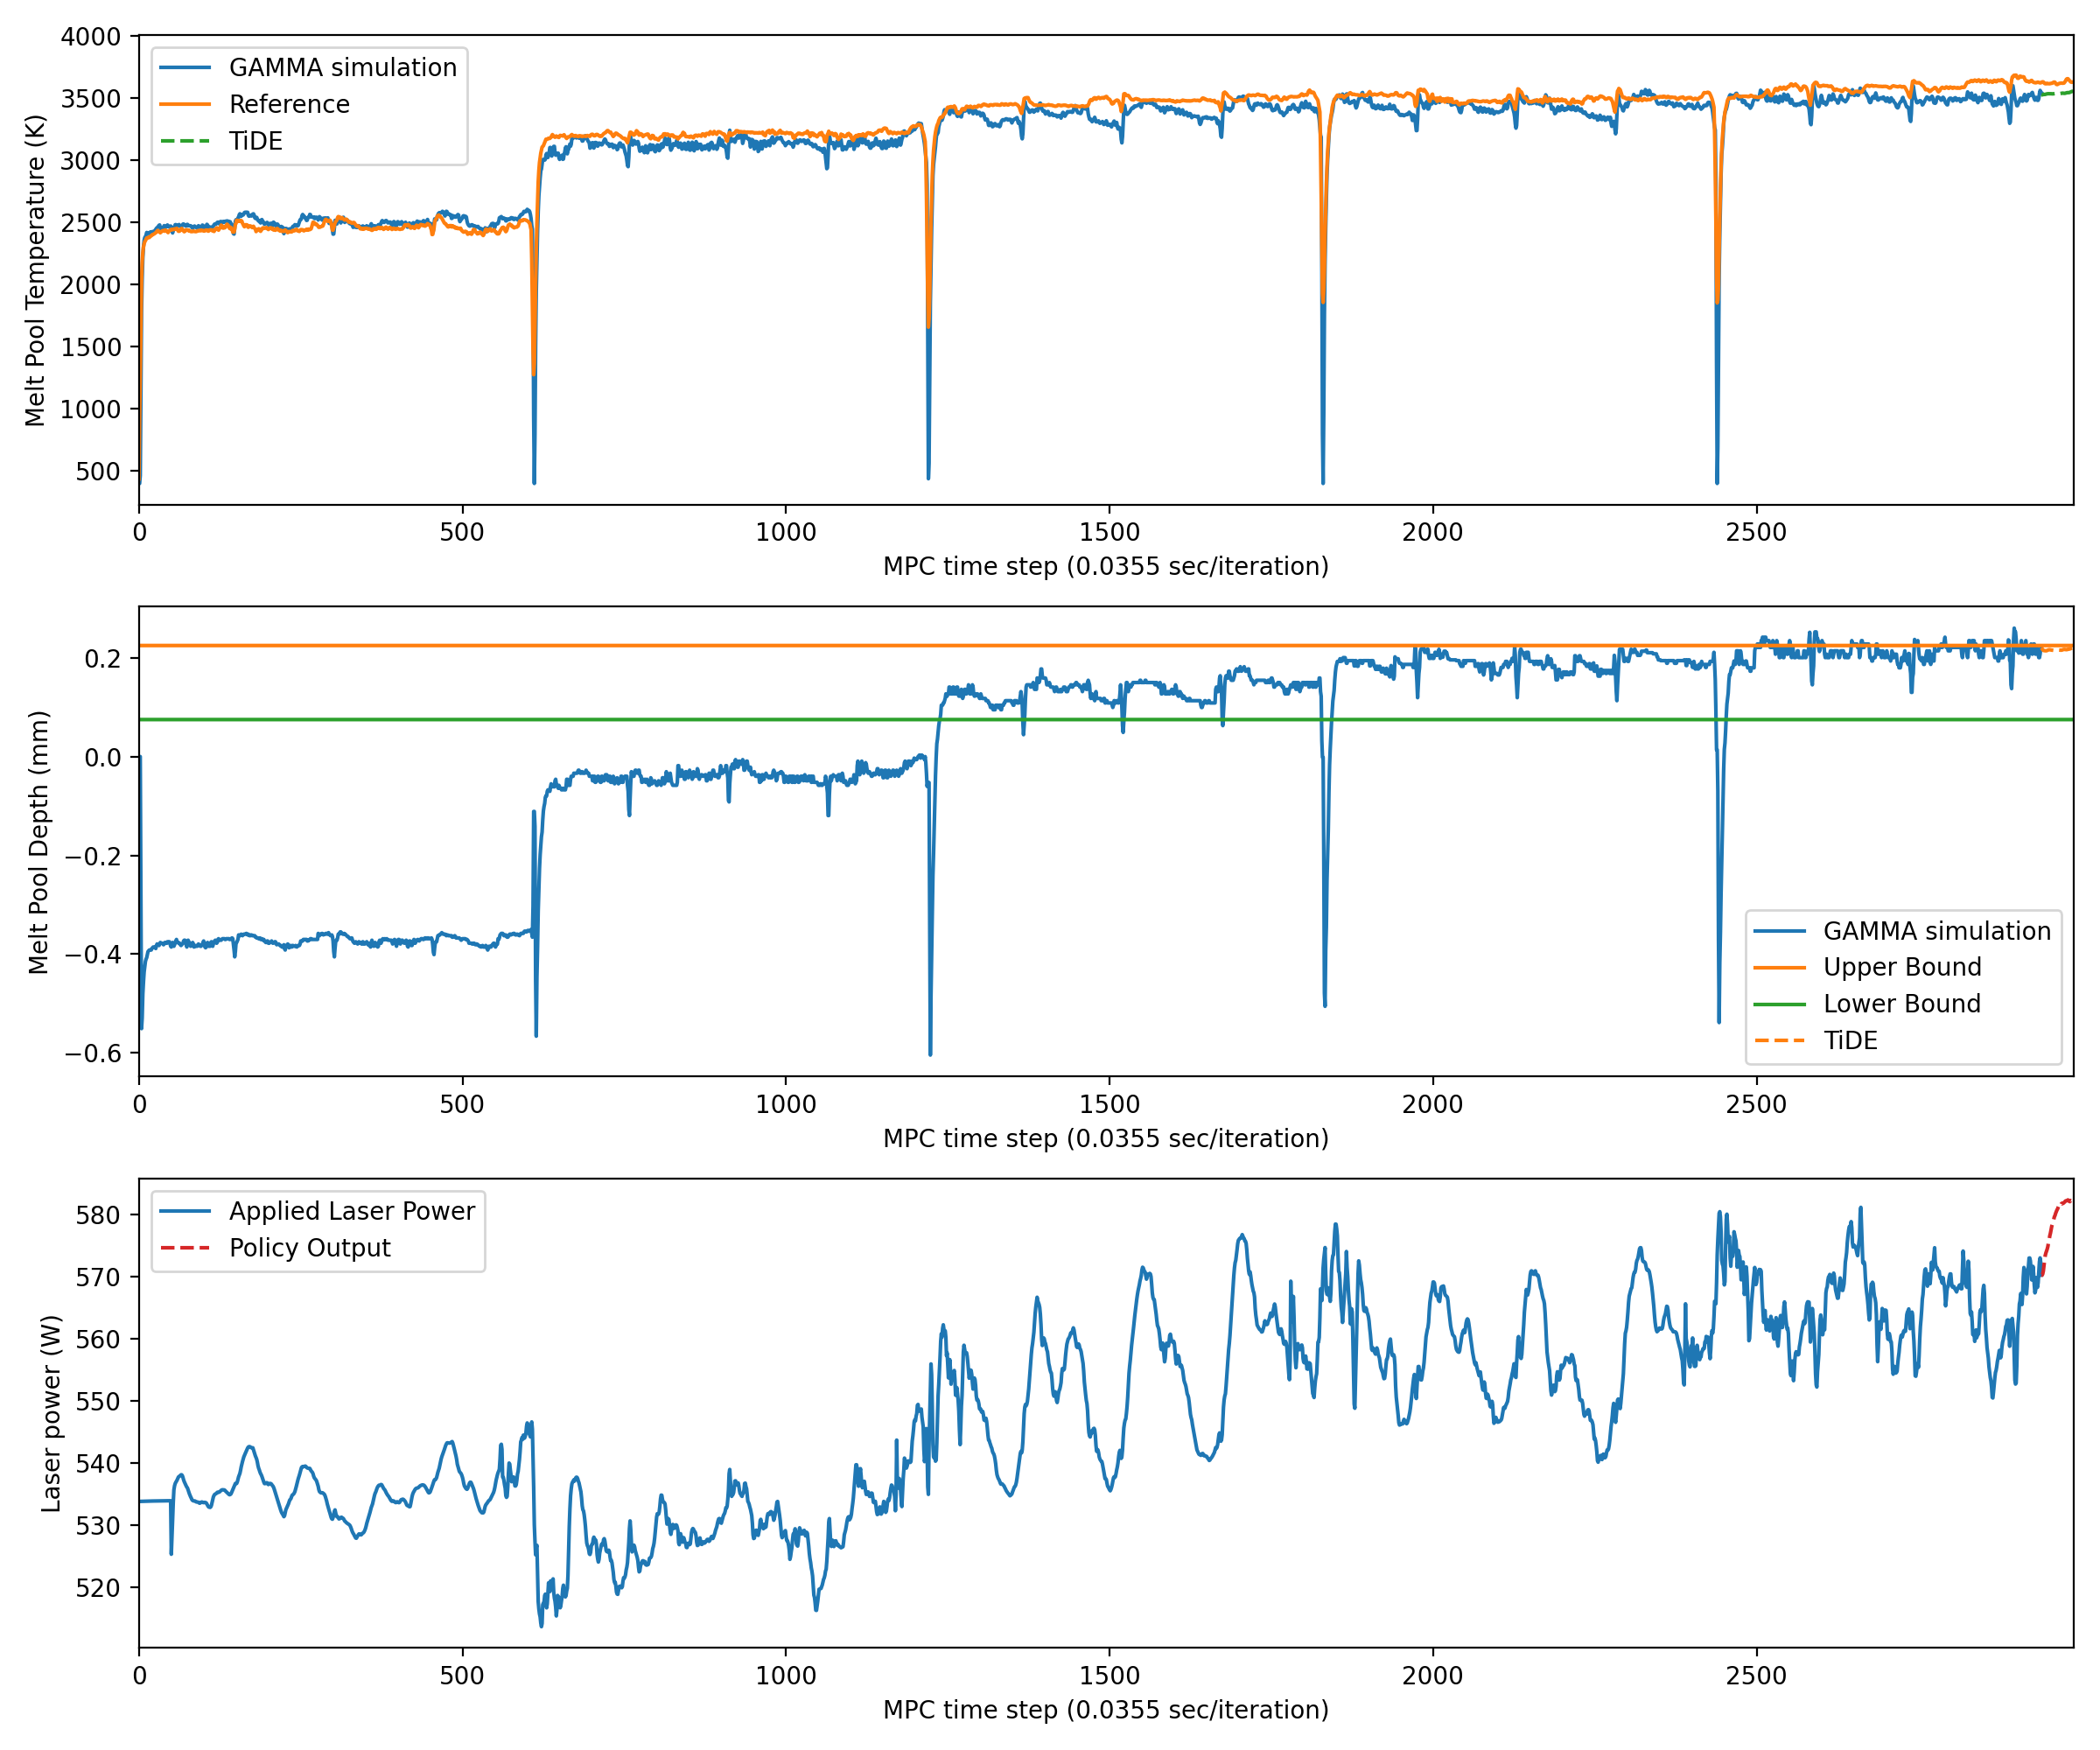 4000
3500
3000
2500
2000
1500
1000
500
Melt Pool Temperature (K)
GAMMA simulation
Reference
TiDE
0 500 1000 1500 2000 2500
MPC time step (0.0355 sec/iteration)
0.2
0.0
−0.2
−0.4
−0.6
Melt Pool Depth (mm)
GAMMA simulation
Upper Bound
Lower Bound
TiDE
0 500 1000 1500 2000 2500
MPC time step (0.0355 sec/iteration)
580
570
560
550
540
530
520
Laser power (W)
Applied Laser Power
Policy Output
0 500 1000 1500 2000 2500
MPC time step (0.0355 sec/iteration)